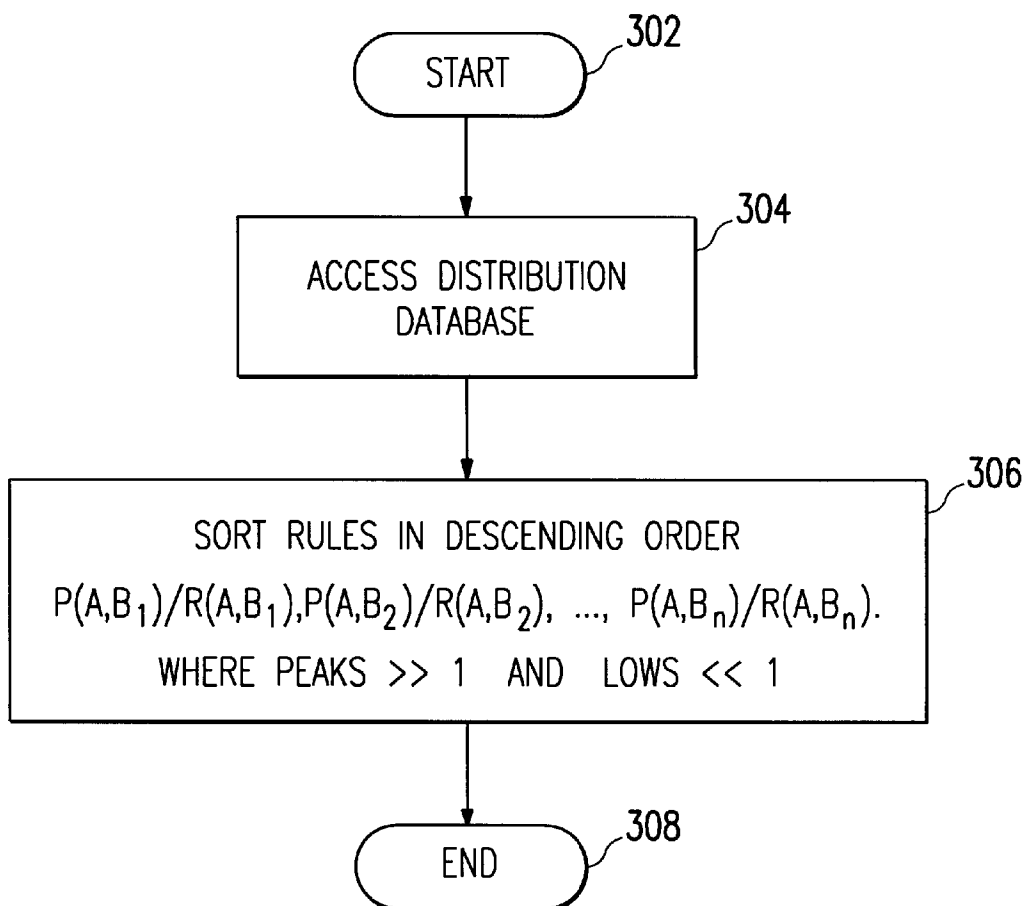 START
302
ACCESS DISTRIBUTION
DATABASE
304
SORT RULES IN DESCENDING ORDER
P(A,B₁)/R(A,B₁),P(A,B₂)/R(A,B₂), ..., P(A,Bₙ)/R(A,Bₙ).
WHERE PEAKS >> 1 AND LOWS << 1
306
END
308